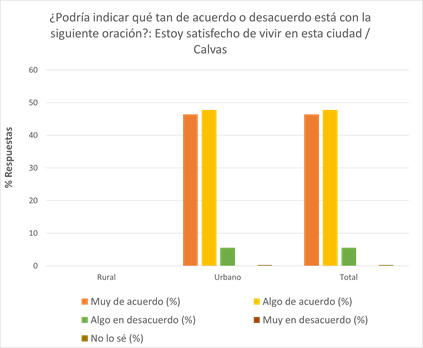 ¿Podría indicar qué tan de acuerdo o desacuerdo está con la
siguiente oración?: Estoy satisfecho de vivir en esta ciudad /
Calvas
% Respuestas
60
50
40
30
20
10
0
Rural Urbano Total
Muy de acuerdo (%) Algo de acuerdo (%)
Algo en desacuerdo (%) Muy en desacuerdo (%)
No lo sé (%)